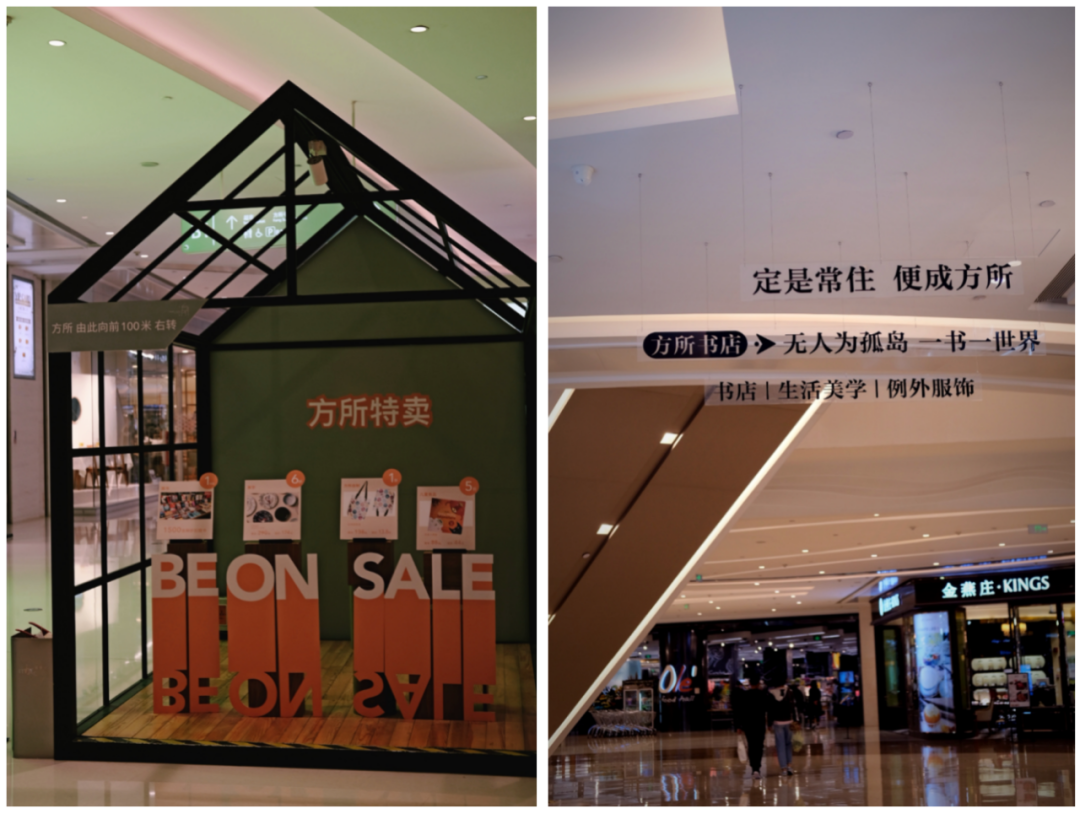 方所 由此向前100米 右转
方所特卖
BE ON SALE
BE ON SALE
定是常住 便成方所
方所书店 无人为孤岛 一书一世界
书店 | 生活美学 | 例外服饰
金燕庄·KINGS
Ole'